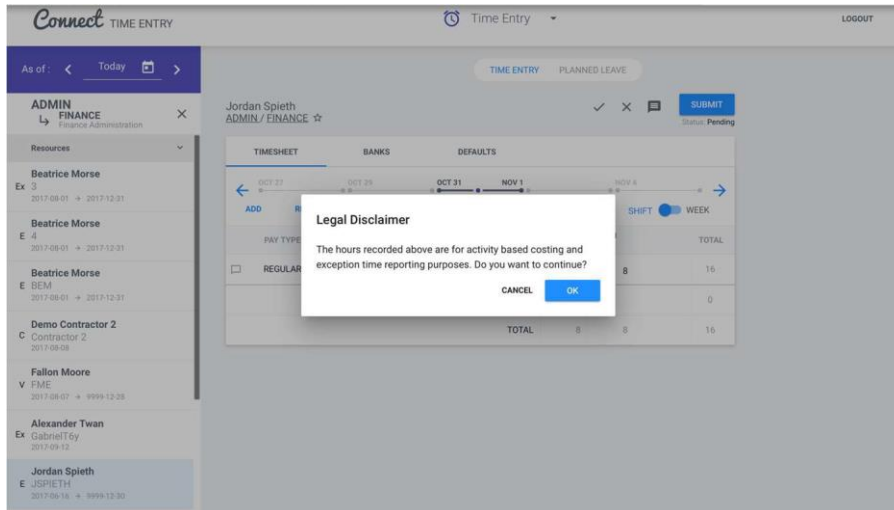 Connect TIME ENTRY
Time Entry
LOGOUT
As of : Today
TIME ENTRY PLANNED LEAVE
ADMIN
FINANCE
Finance Administration
Jordan Spieth
ADMIN / FINANCE
SUBMIT
Status: Pending
Resources
TIMESHEET BANKS DEFAULTS
Beatrice Morse
Ex 3
2017-08-01 → 2017-12-31
OCT 27 OCT 29 OCT 31 NOV 1 NOV 4
ADD
SHIFT WEEK
Beatrice Morse
E 4
2017-08-01 → 2017-12-31
PAY TYPE TOTAL
REGULAR 8 16
0
TOTAL 8 8 16
Legal Disclaimer
The hours recorded above are for activity based costing and
exception time reporting purposes. Do you want to continue?
CANCEL OK
Beatrice Morse
E BEM
2017-08-01 → 2017-12-31
Demo Contractor 2
C Contractor 2
2017-08-08
Fallon Moore
V FME
2017-08-07 → 9999-12-28
Alexander Twan
Ex GabrielT6y
2017-09-12
Jordan Spieth
E JSPIETH
2017-06-16 → 9999-12-30